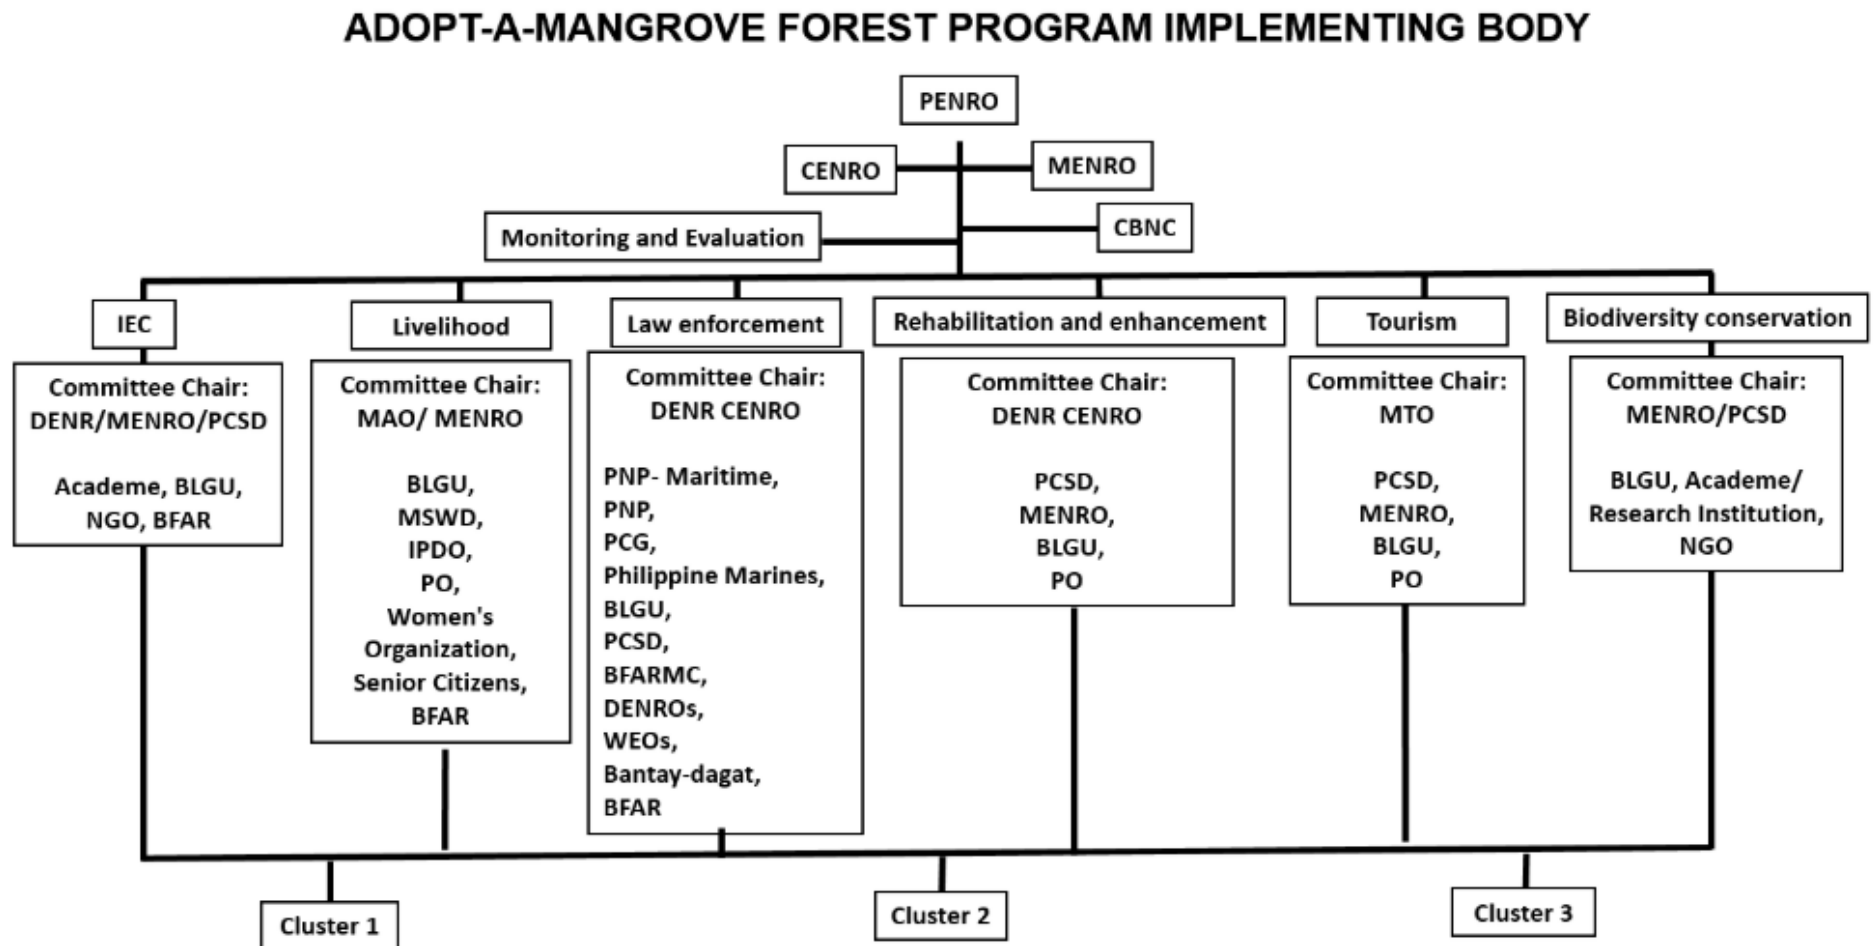 ADOPT-A-MANGROVE FOREST PROGRAM IMPLEMENTING BODY
PENRO
CENRO
MENRO
CBNC
Monitoring and Evaluation
IEC
Committee Chair:
DENR/MENRO/PCSD
Academe, BLGU,
NGO, BFAR
Livelihood
Committee Chair:
MAO/ MENRO
BLGU,
MSWD,
IPDO,
PO,
Women's
Organization,
Senior Citizens,
BFAR
Law enforcement
Committee Chair:
DENR CENRO
PNP- Maritime,
PNP,
PCG,
Philippine Marines,
BLGU,
PCSD,
BFARMC,
DENROs,
WEOs,
Bantay-dagat,
BFAR
Rehabilitation and enhancement
Committee Chair:
DENR CENRO
PCSD,
MENRO,
BLGU,
PO
Tourism
Committee Chair:
MTO
PCSD,
MENRO,
BLGU,
PO
Biodiversity conservation
Committee Chair:
MENRO/PCSD
BLGU, Academe/
Research Institution,
NGO
Cluster 1
Cluster 2
Cluster 3